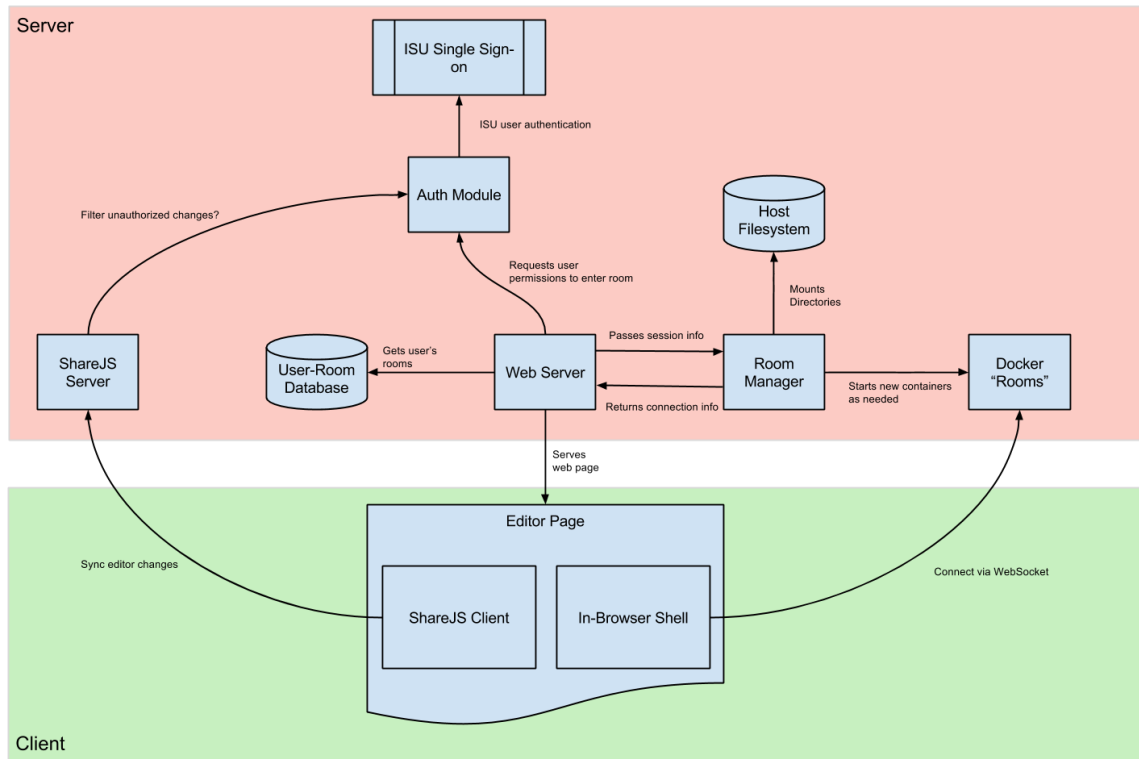 Server
ISU Single Sign-
on
ISU user authentication
Auth Module
Filter unauthorized changes?
Host
Filesystem
Requests user
permissions to enter room
Mounts
Directories
ShareJS
Server
User-Room
Database
Gets user's
rooms
Web Server
Passes session info
Returns connection info
Room
Manager
Starts new containers
as needed
Docker
“Rooms”
Serves
web page
Editor Page
Sync editor changes
ShareJS Client
In-Browser Shell
Connect via WebSocket
Client